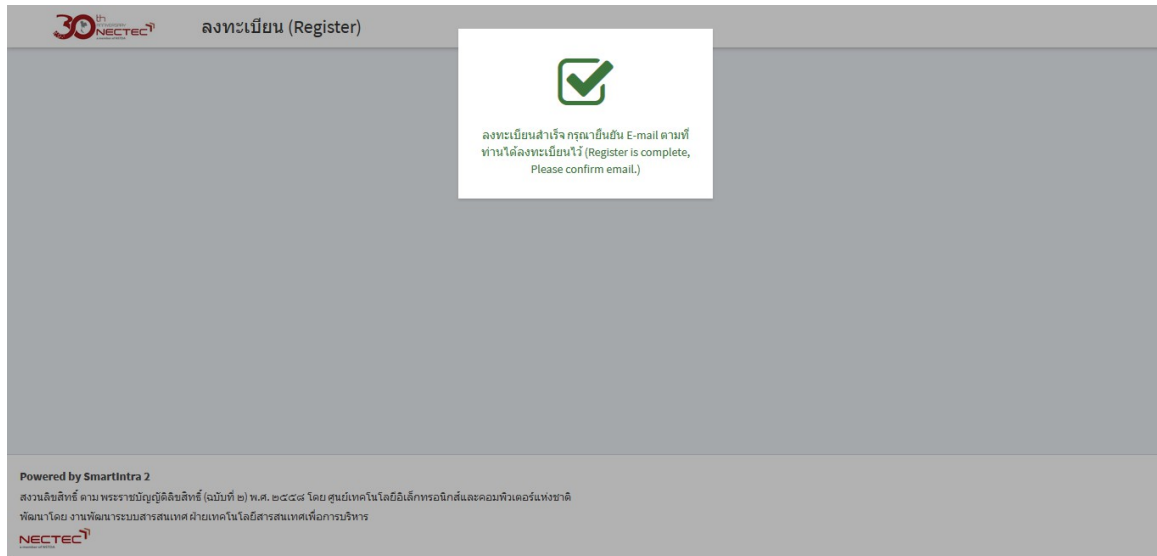 30th
NECTEC
ลงทะเบียน (Register)
ลงทะเบียนสำเร็จ กรุณายืนยัน E-mail ตามที่
ท่านได้ลงทะเบียนไว้ (Register is complete,
Please confirm email.)
Powered by SmartIntra 2
สงวนลิขสิทธิ์ ตาม พระราชบัญญัติลิขสิทธิ์ (ฉบับที่ ๒) พ.ศ. ๒๕๕๘ โดย ศูนย์เทคโนโลยีอิเล็กทรอนิกส์และคอมพิวเตอร์แห่งชาติ
พัฒนาโดย งานพัฒนาระบบสารสนเทศ ฝ่ายเทคโนโลยีสารสนเทศเพื่อการบริหาร
NECTEC